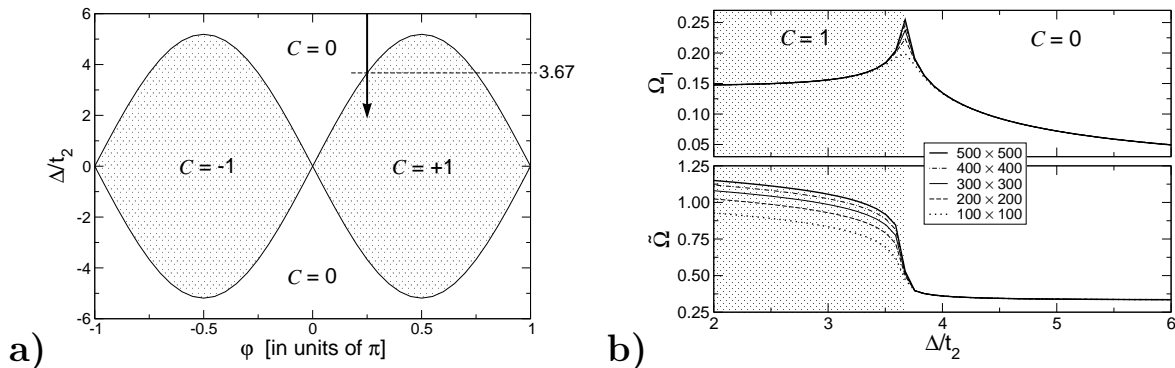 6
4
2
0
-2
-4
-6
Δ/t2
C = 0
C = -1
C = +1
C = 0
3.67
-1
-0.5
0
0.5
1
φ [in units of π]
a)
0.25
0.20
0.15
0.10
0.05
ΩI
C = 1
C = 0
1.25
1.00
0.75
0.50
0.25
Ω̃
500 × 500
400 × 400
300 × 300
200 × 200
100 × 100
2
3
4
5
6
Δ/t2
b)